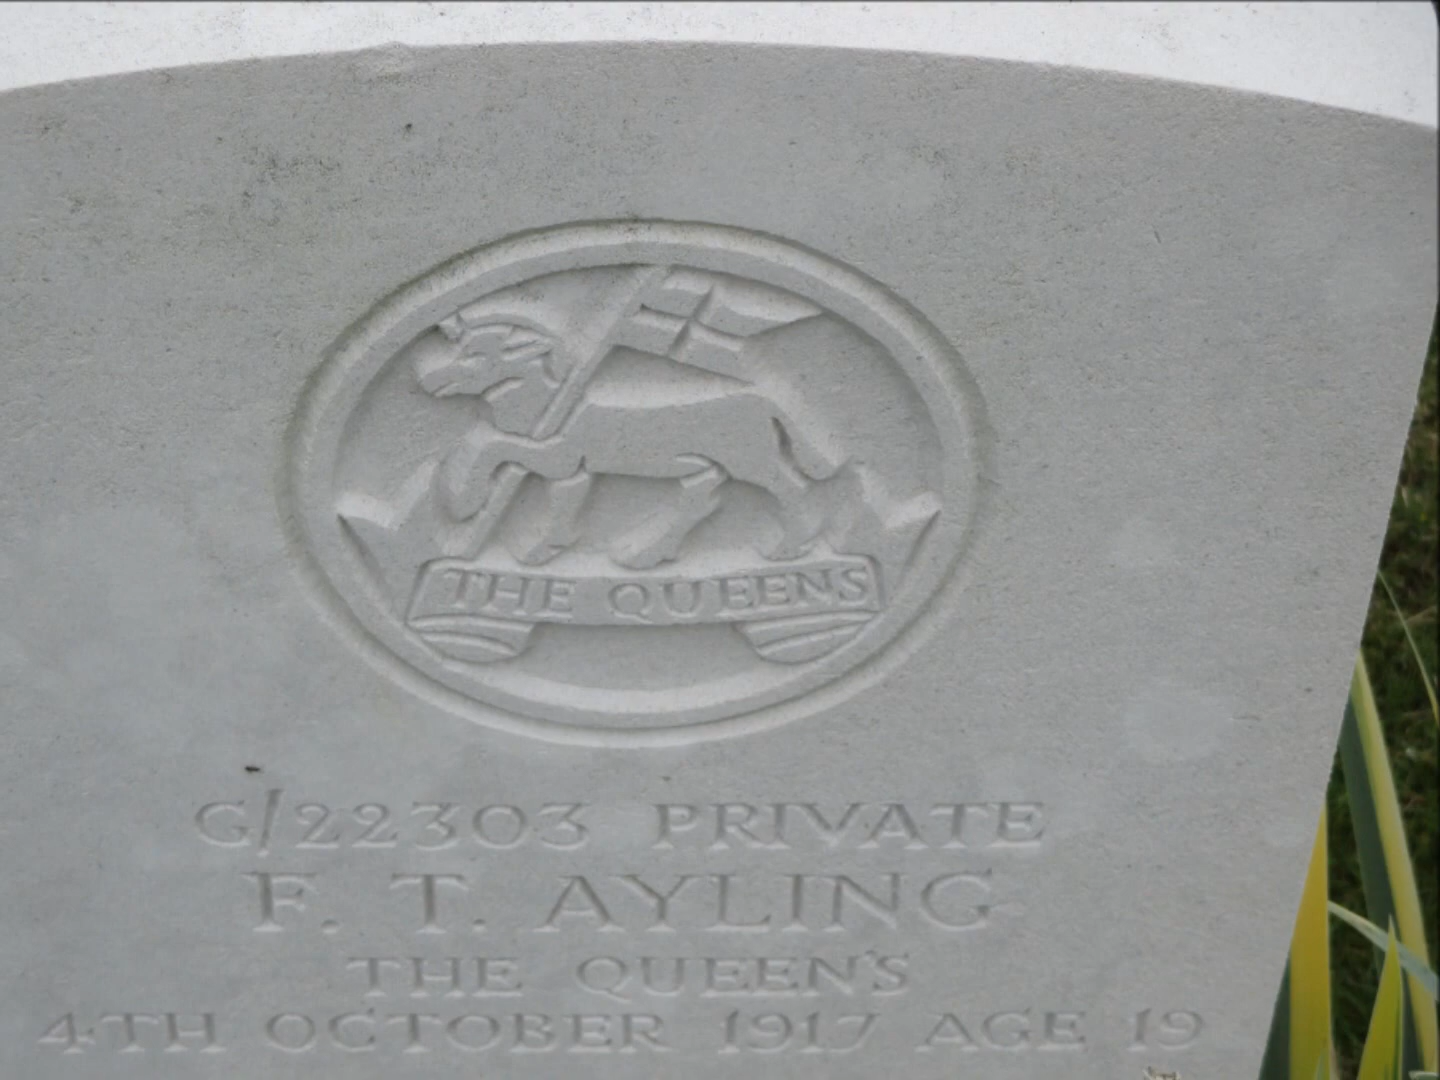 THE QUEENS
G/22303 PRIVATE
F. T. AYLING
THE QUEEN'S
4TH OCTOBER 1917 AGE 19